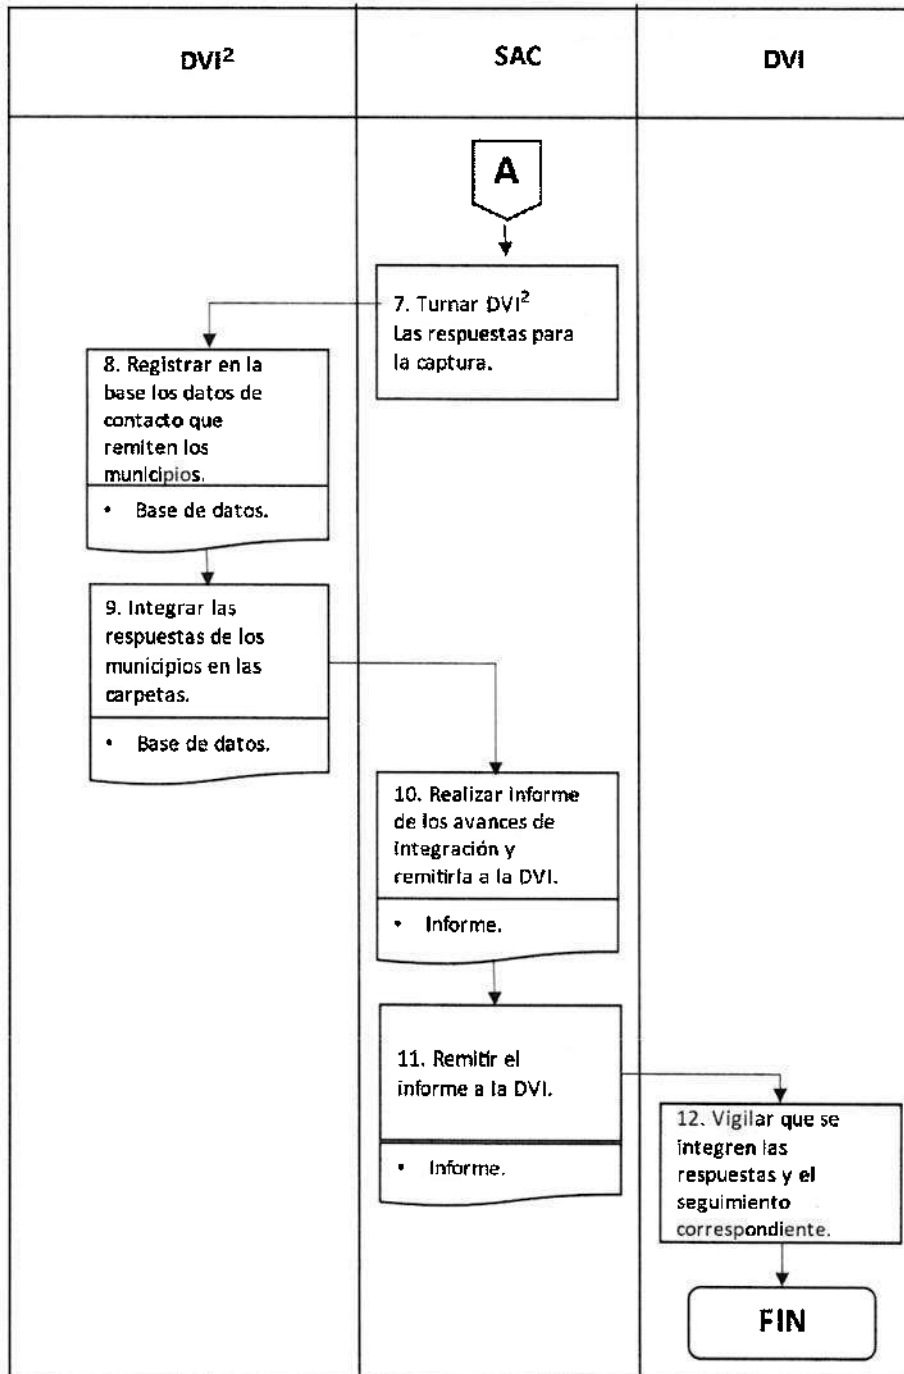 DVI²
SAC
DVI
A
7. Turnar DVI²
Las respuestas para
la captura.
8. Registrar en la
base los datos de
contacto que
remiten los
municipios.
• Base de datos.
9. Integrar las
respuestas de los
municipios en las
carpetas.
• Base de datos.
10. Realizar informe
de los avances de
integración y
remitirla a la DVI.
• Informe.
11. Remitir el
informe a la DVI.
• Informe.
12. Vigilar que se
integren las
respuestas y el
seguimiento
correspondiente.
FIN